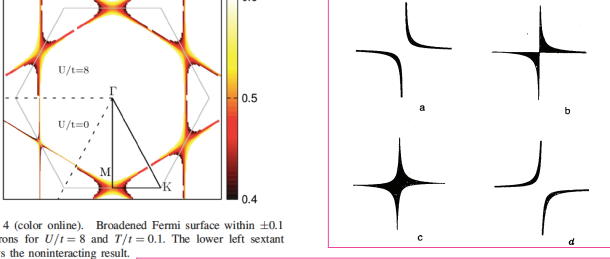 U/t=8
Γ
0.5
U/t=0
M
K
0.4
4 (color online). Broadened Fermi surface within ±0.1
rons for U/t = 8 and T/t = 0.1. The lower left sextant
s the noninteracting result.
a
b
c
d